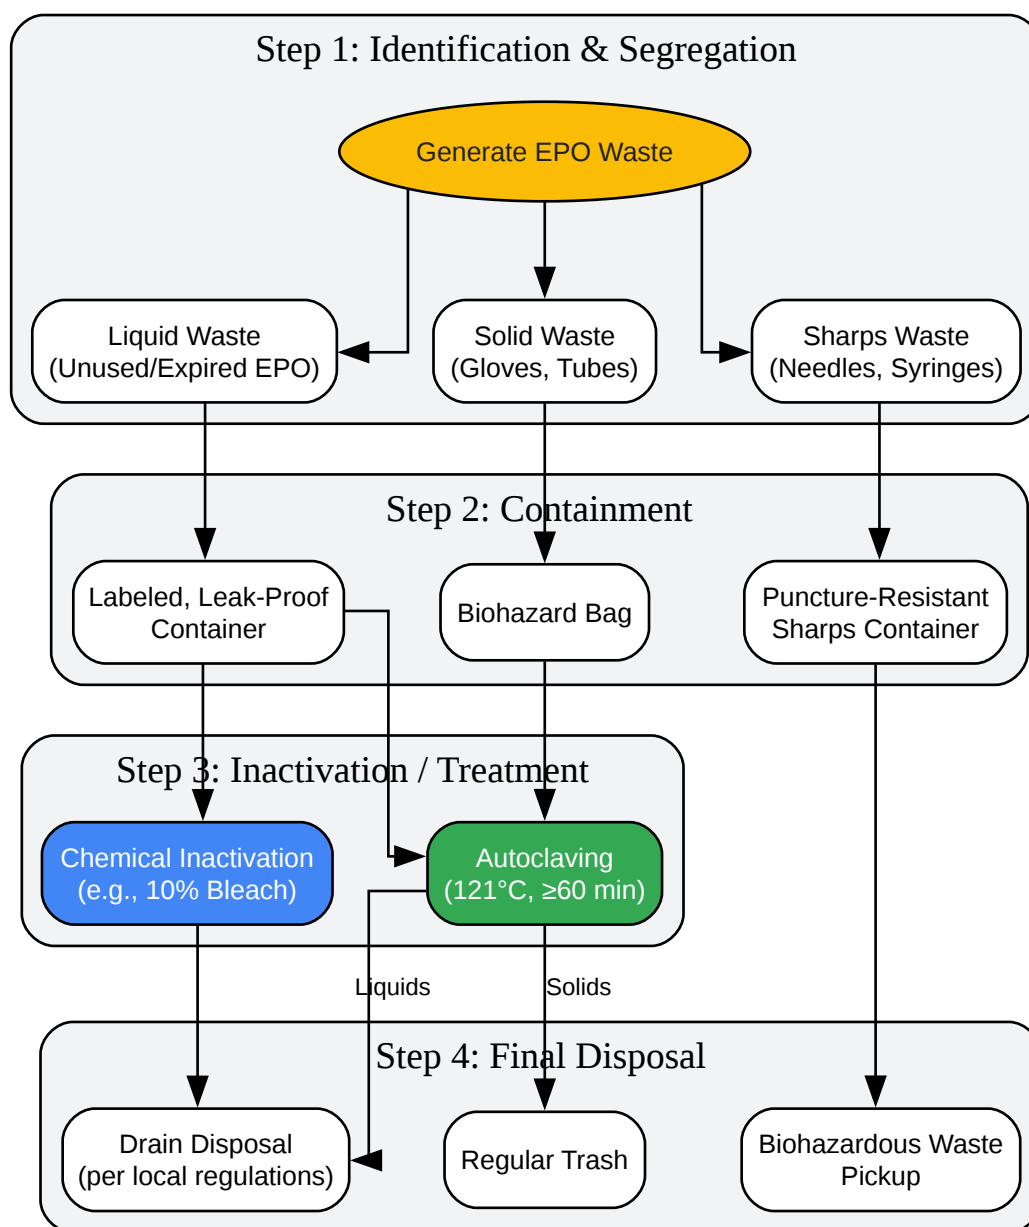 Step 1: Identification & Segregation
Generate EPO Waste
Liquid Waste
(Unused/Expired EPO)
Solid Waste
(Gloves, Tubes)
Sharps Waste
(Needles, Syringes)
Step 2: Containment
Labeled, Leak-Proof
Container
Biohazard Bag
Puncture-Resistant
Sharps Container
Step 3: Inactivation / Treatment
Chemical Inactivation
(e.g., 10% Bleach)
Autoclaving
(121°C, ≥60 min)
Liquids
Solids
Step 4: Final Disposal
Drain Disposal
(per local regulations)
Regular Trash
Biohazardous Waste
Pickup